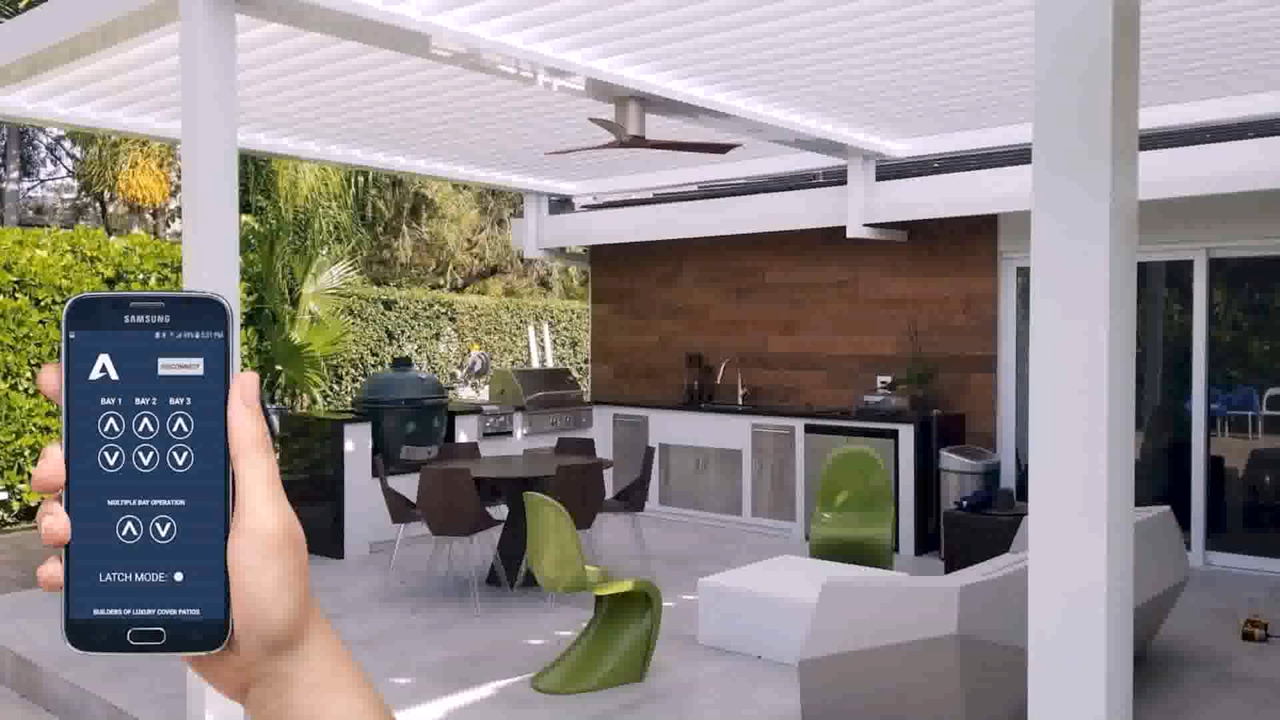 SAMSUNG
DISCONNECT
BAY 1 BAY 2 BAY 3
MULTIPLE BAY OPERATION
LATCH MODE:
BUILDERS OF LUXURY COVER PATIOS